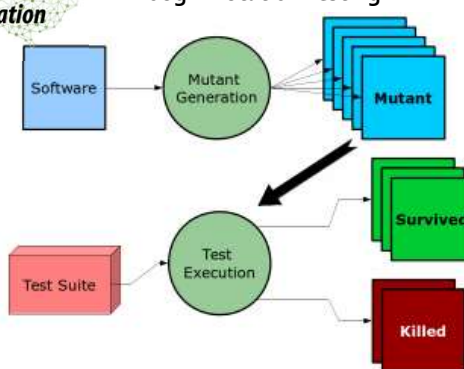 ation
Software
Mutant
Generation
Mutant
Survived
Test
Execution
Test Suite
Killed